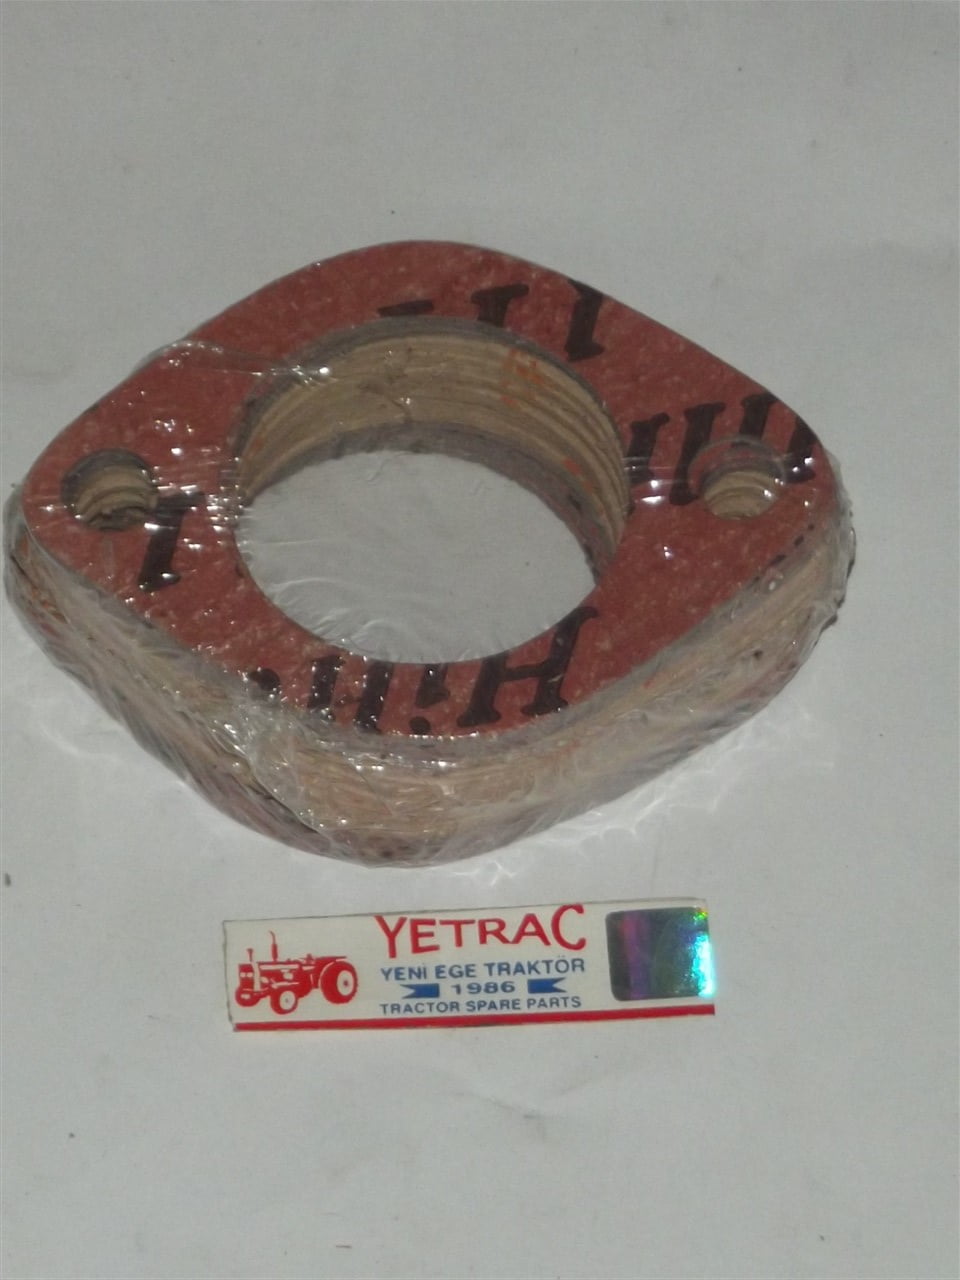 YETRAC
YENİ EGE TRAKTÖR
1986
TRACTOR SPARE PARTS